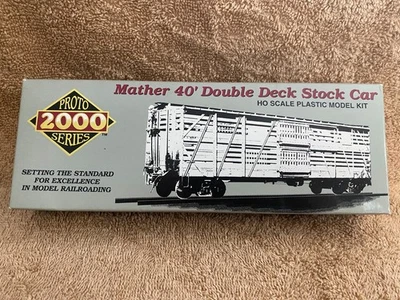 Mather 40' Double Deck Stock Car
HO SCALE PLASTIC MODEL KIT
PROTO
2000
SERIES
SETTING THE STANDARD
FOR EXCELLENCE
IN MODEL RAILROADING